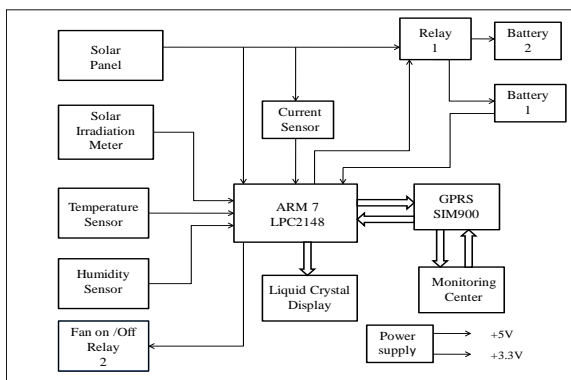 Solar
Panel
Relay
1
Battery
2
Solar
Irradiation
Meter
Current
Sensor
Battery
1
Temperature
Sensor
ARM 7
LPC2148
GPRS
SIM900
Humidity
Sensor
Liquid Crystal
Display
Monitoring
Center
Fan on /Off
Relay
2
Power
supply
+5V
+3.3V